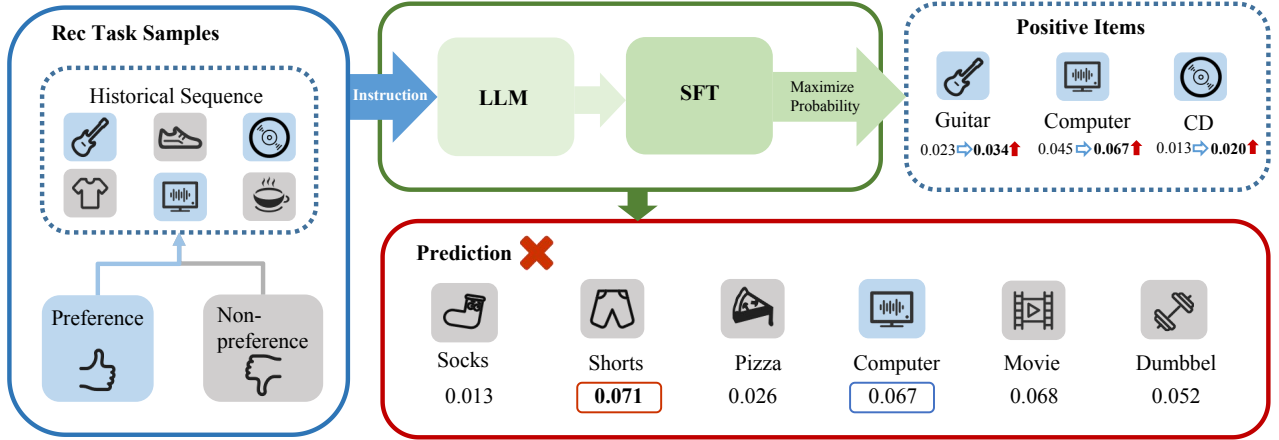 Rec Task Samples
Historical Sequence
Preference
Non-
preference
Instruction
LLM
SFT
Maximize
Probability
Positive Items
Guitar
Computer
CD
0.023 0.034
0.045 0.067
0.013 0.020
Prediction
Socks
Shorts
Pizza
Computer
Movie
Dumbbel
0.013
0.071
0.026
0.067
0.068
0.052